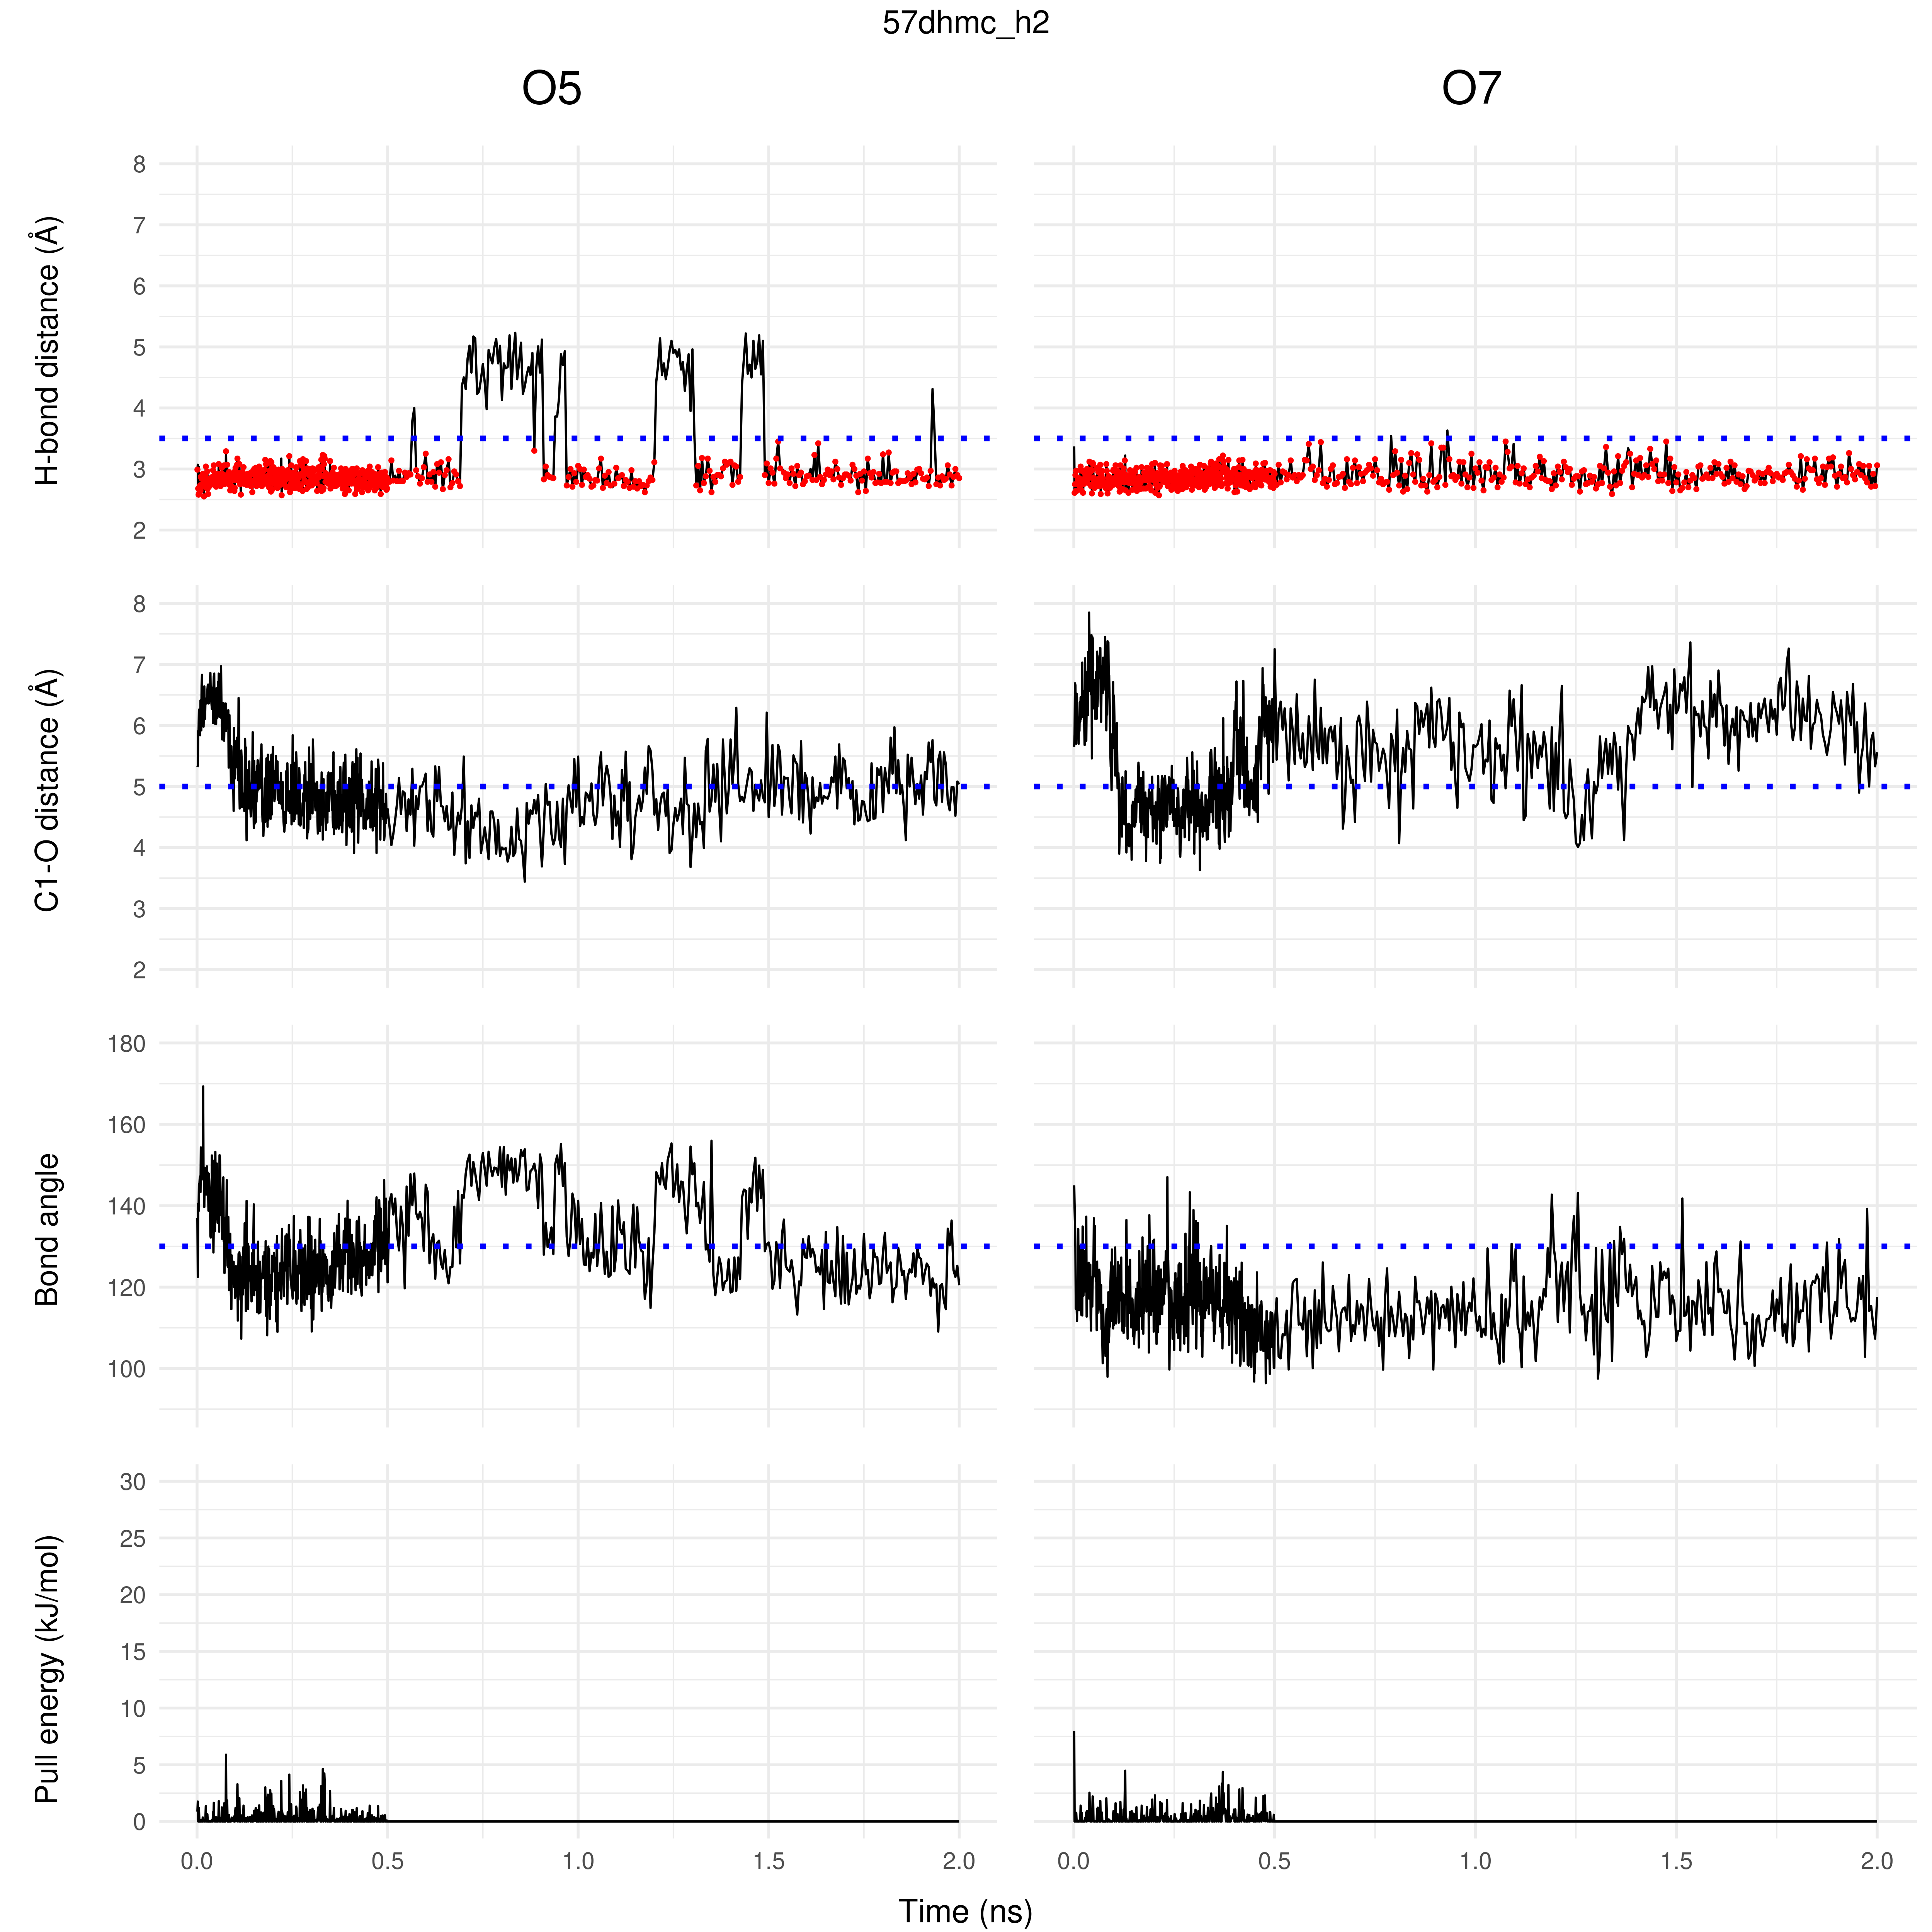 57dhmc_h2
O5
O7
H-bond distance (Å)
8
7
6
5
4
3
2
C1-O distance (Å)
8
7
6
5
4
3
2
Bond angle
180
160
140
120
100
Pull energy (kJ/mol)
30
25
20
15
10
5
0
0.0 0.5 1.0 1.5 2.0 0.0 0.5 1.0 1.5 2.0
Time (ns)